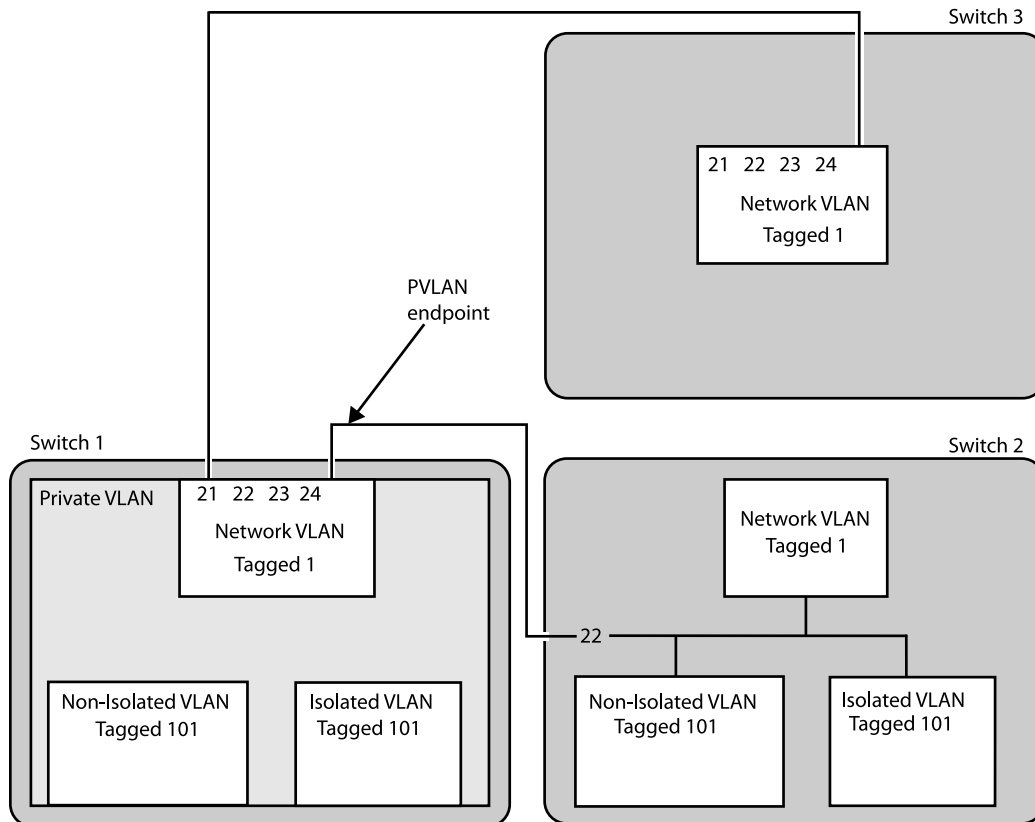 Switch 3
21 22 23 24
Network VLAN
Tagged 1
PVLAN
endpoint
Switch 1
Private VLAN
21 22 23 24
Network VLAN
Tagged 1
Non-Isolated VLAN
Tagged 101
Isolated VLAN
Tagged 101
Switch 2
Network VLAN
Tagged 1
22
Non-Isolated VLAN
Tagged 101
Isolated VLAN
Tagged 101